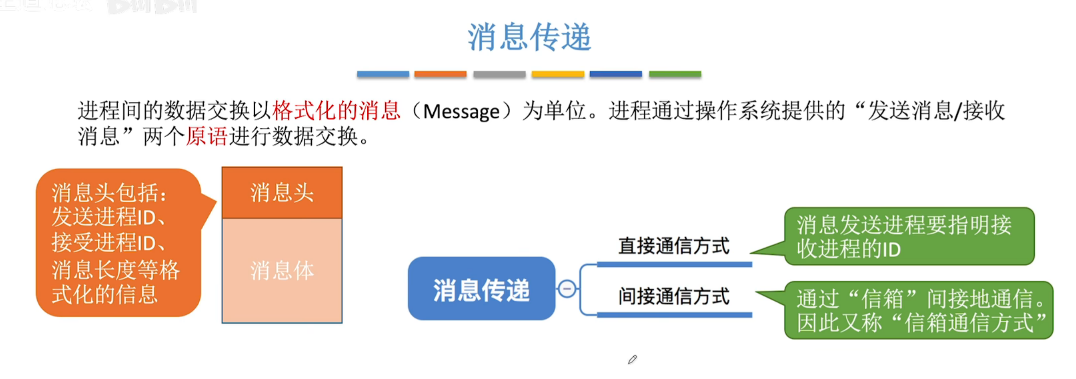 消息传递
进程间的数据交换以格式化的消息（Message）为单位。进程通过操作系统提供的“发送消息/接收
消息”两个原语进行数据交换。
消息头包括：
发送进程ID、
接受进程ID、
消息长度等格
式化的信息
消息头
消息体
消息传递
直接通信方式
消息发送进程要指明接
收进程的ID
间接通信方式
通过“信箱”间接地通信。
因此又称“信箱通信方式”